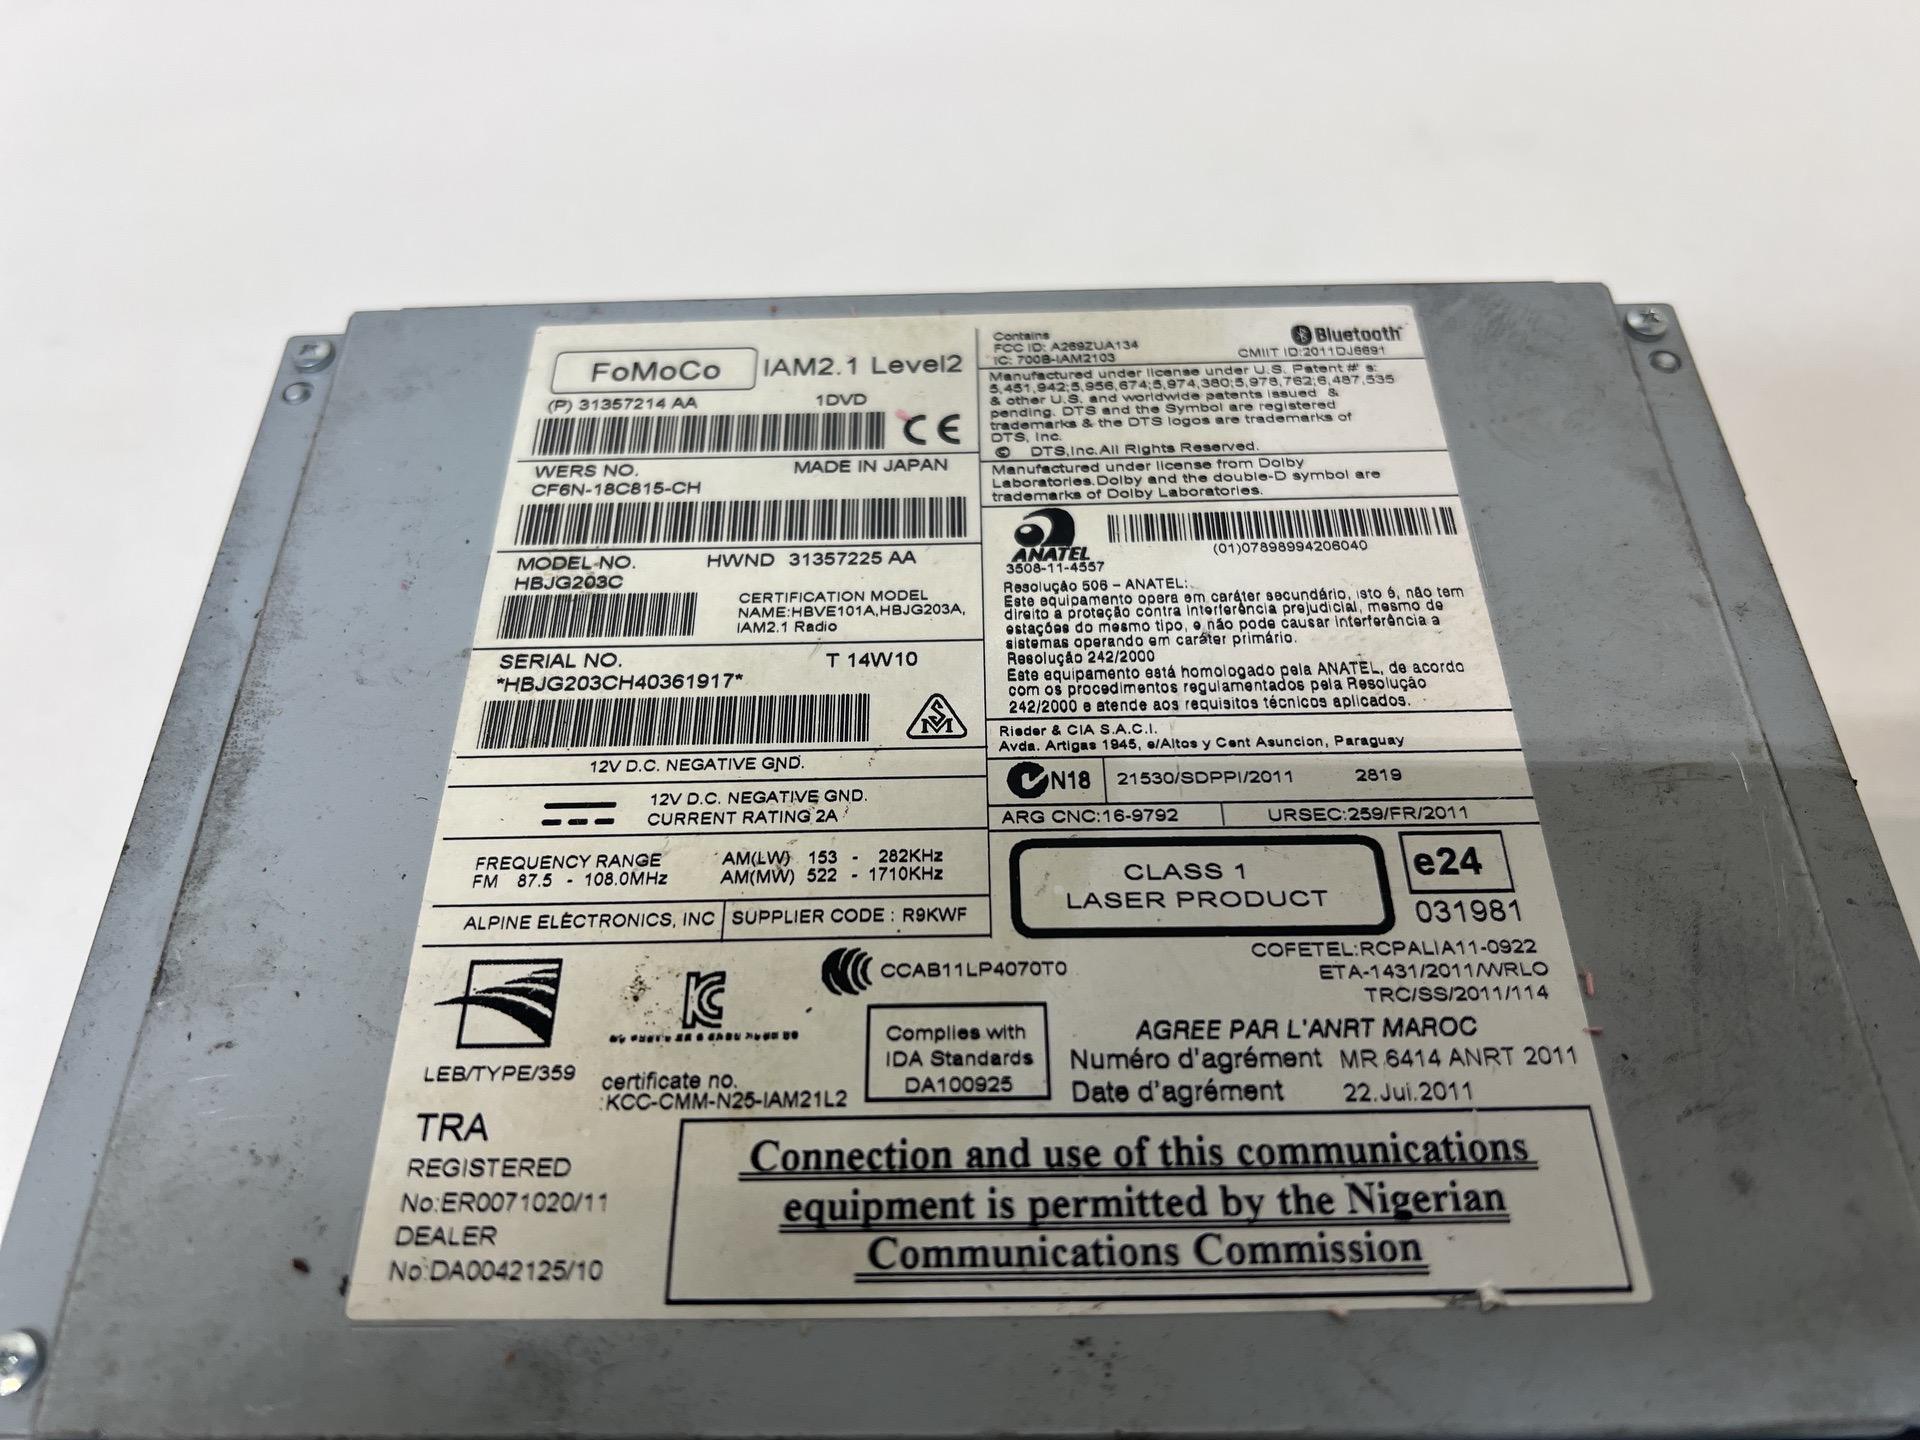 FoMoCo IAM2.1 Level2
(P) 31357214 AA 1DVD
CE
WERS NO. MADE IN JAPAN
CF6N-18C815-CH
MODEL NO. HWND 31357225 AA
HBJG203C
CERTIFICATION MODEL
NAME:HBVE101A,HBJG203A,
IAM2.1 Radio
SERIAL NO. T 14W10
*HBJG203CH40361917*
12V D.C. NEGATIVE GND.
12V D.C. NEGATIVE GND.
CURRENT RATING 2A
FREQUENCY RANGE AM(LW) 153 - 282KHz
FM 87.5 - 108.0MHz AM(MW) 522 - 1710KHz
ALPINE ELECTRONICS, INC SUPPLIER CODE : R9KWF
Contains
FCC ID: A269ZUA134
IC: 700B-IAM2103
Bluetooth
CMIIT ID:2011DJ6691
Manufactured under license under U.S. Patent # s:
5,451,942;5,956,674;5,974,380;5,978,762;6,487,535
& other U.S. and worldwide patents issued &
pending. DTS and the Symbol are registered
trademarks & the DTS logos are trademarks of
DTS, Inc.
© DTS,Inc.All Rights Reserved.
Manufactured under license from Dolby
Laboratories.Dolby and the double-D symbol are
trademarks of Dolby Laboratories.
ANATEL
3508-11-4557
(01)07898994206040
Resolução 506 – ANATEL:
Este equipamento opera em caráter secundário, isto é, não tem
direito a proteção contra interferência prejudicial, mesmo de
estações do mesmo tipo, e não pode causar interferência a
sistemas operando em caráter primário.
Resolução 242/2000
Este equipamento está homologado pela ANATEL, de acordo
com os procedimentos regulamentados pela Resolução
242/2000 e atende aos requisitos técnicos aplicados.
Rieder & CIA S.A.C.I.
Avda. Artigas 1945, e/Altos y Cent Asuncion, Paraguay
N18 21530/SDPPI/2011 2819
ARG CNC:16-9792 URSEC:259/FR/2011
CLASS 1
LASER PRODUCT
e24
031981
COFETEL:RCPALIA11-0922
ETA-1431/2011/WRLO
TRC/SS/2011/114
CCAB11LP4070T0
LEB/TYPE/359
certificate no.
:KCC-CMM-N25-IAM21L2
Complies with
IDA Standards
DA100925
AGREE PAR L'ANRT MAROC
Numéro d'agrément MR 6414 ANRT 2011
Date d'agrément 22.Jui.2011
TRA
REGISTERED
No:ER0071020/11
DEALER
No:DA0042125/10
Connection and use of this communications
equipment is permitted by the Nigerian
Communications Commission